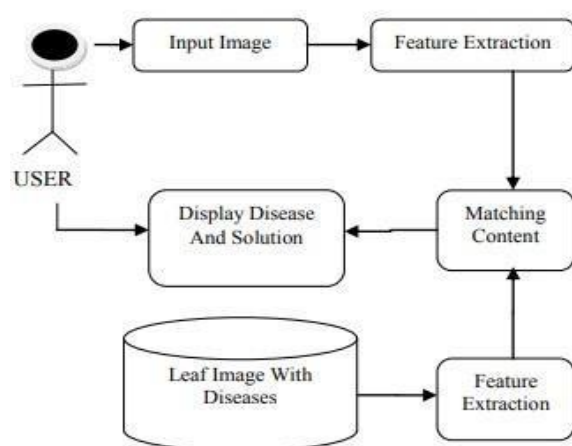 Input Image
Feature Extraction
USER
Display Disease
And Solution
Matching
Content
Leaf Image With
Diseases
Feature
Extraction